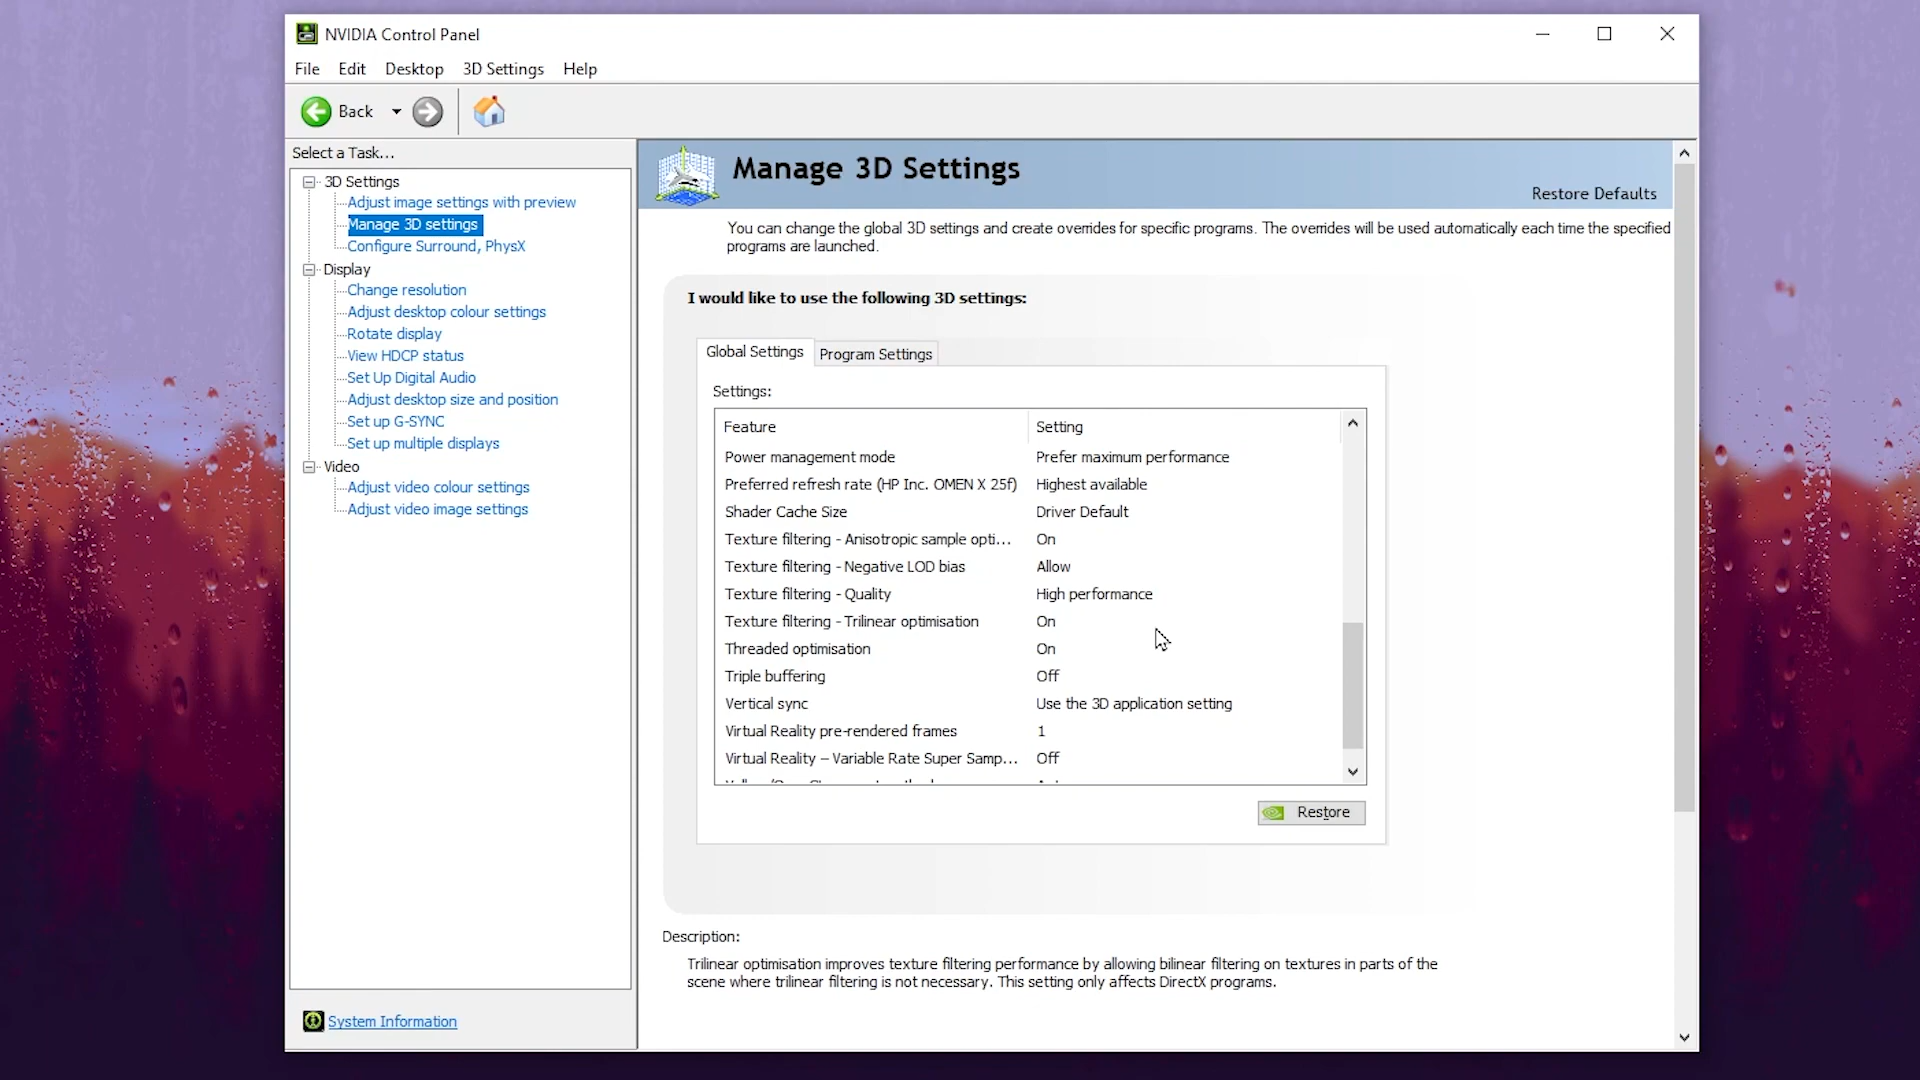 NVIDIA Control Panel
File Edit Desktop 3D Settings Help
Back
Select a Task...
3D Settings
Adjust image settings with preview
Manage 3D settings
Configure Surround, PhysX
Display
Change resolution
Adjust desktop colour settings
Rotate display
View HDCP status
Set Up Digital Audio
Adjust desktop size and position
Set up G-SYNC
Set up multiple displays
Video
Adjust video colour settings
Adjust video image settings
System Information
Manage 3D Settings
Restore Defaults
You can change the global 3D settings and create overrides for specific programs. The overrides will be used automatically each time the specified
programs are launched.
I would like to use the following 3D settings:
Global Settings Program Settings
Settings:
Feature Setting
Power management mode Prefer maximum performance
Preferred refresh rate (HP Inc. OMEN X 25f) Highest available
Shader Cache Size Driver Default
Texture filtering - Anisotropic sample opti... On
Texture filtering - Negative LOD bias Allow
Texture filtering - Quality High performance
Texture filtering - Trilinear optimisation On
Threaded optimisation On
Triple buffering Off
Vertical sync Use the 3D application setting
Virtual Reality pre-rendered frames 1
Virtual Reality – Variable Rate Super Samp... Off
Restore
Description:
Trilinear optimisation improves texture filtering performance by allowing bilinear filtering on textures in parts of the
scene where trilinear filtering is not necessary. This setting only affects DirectX programs.